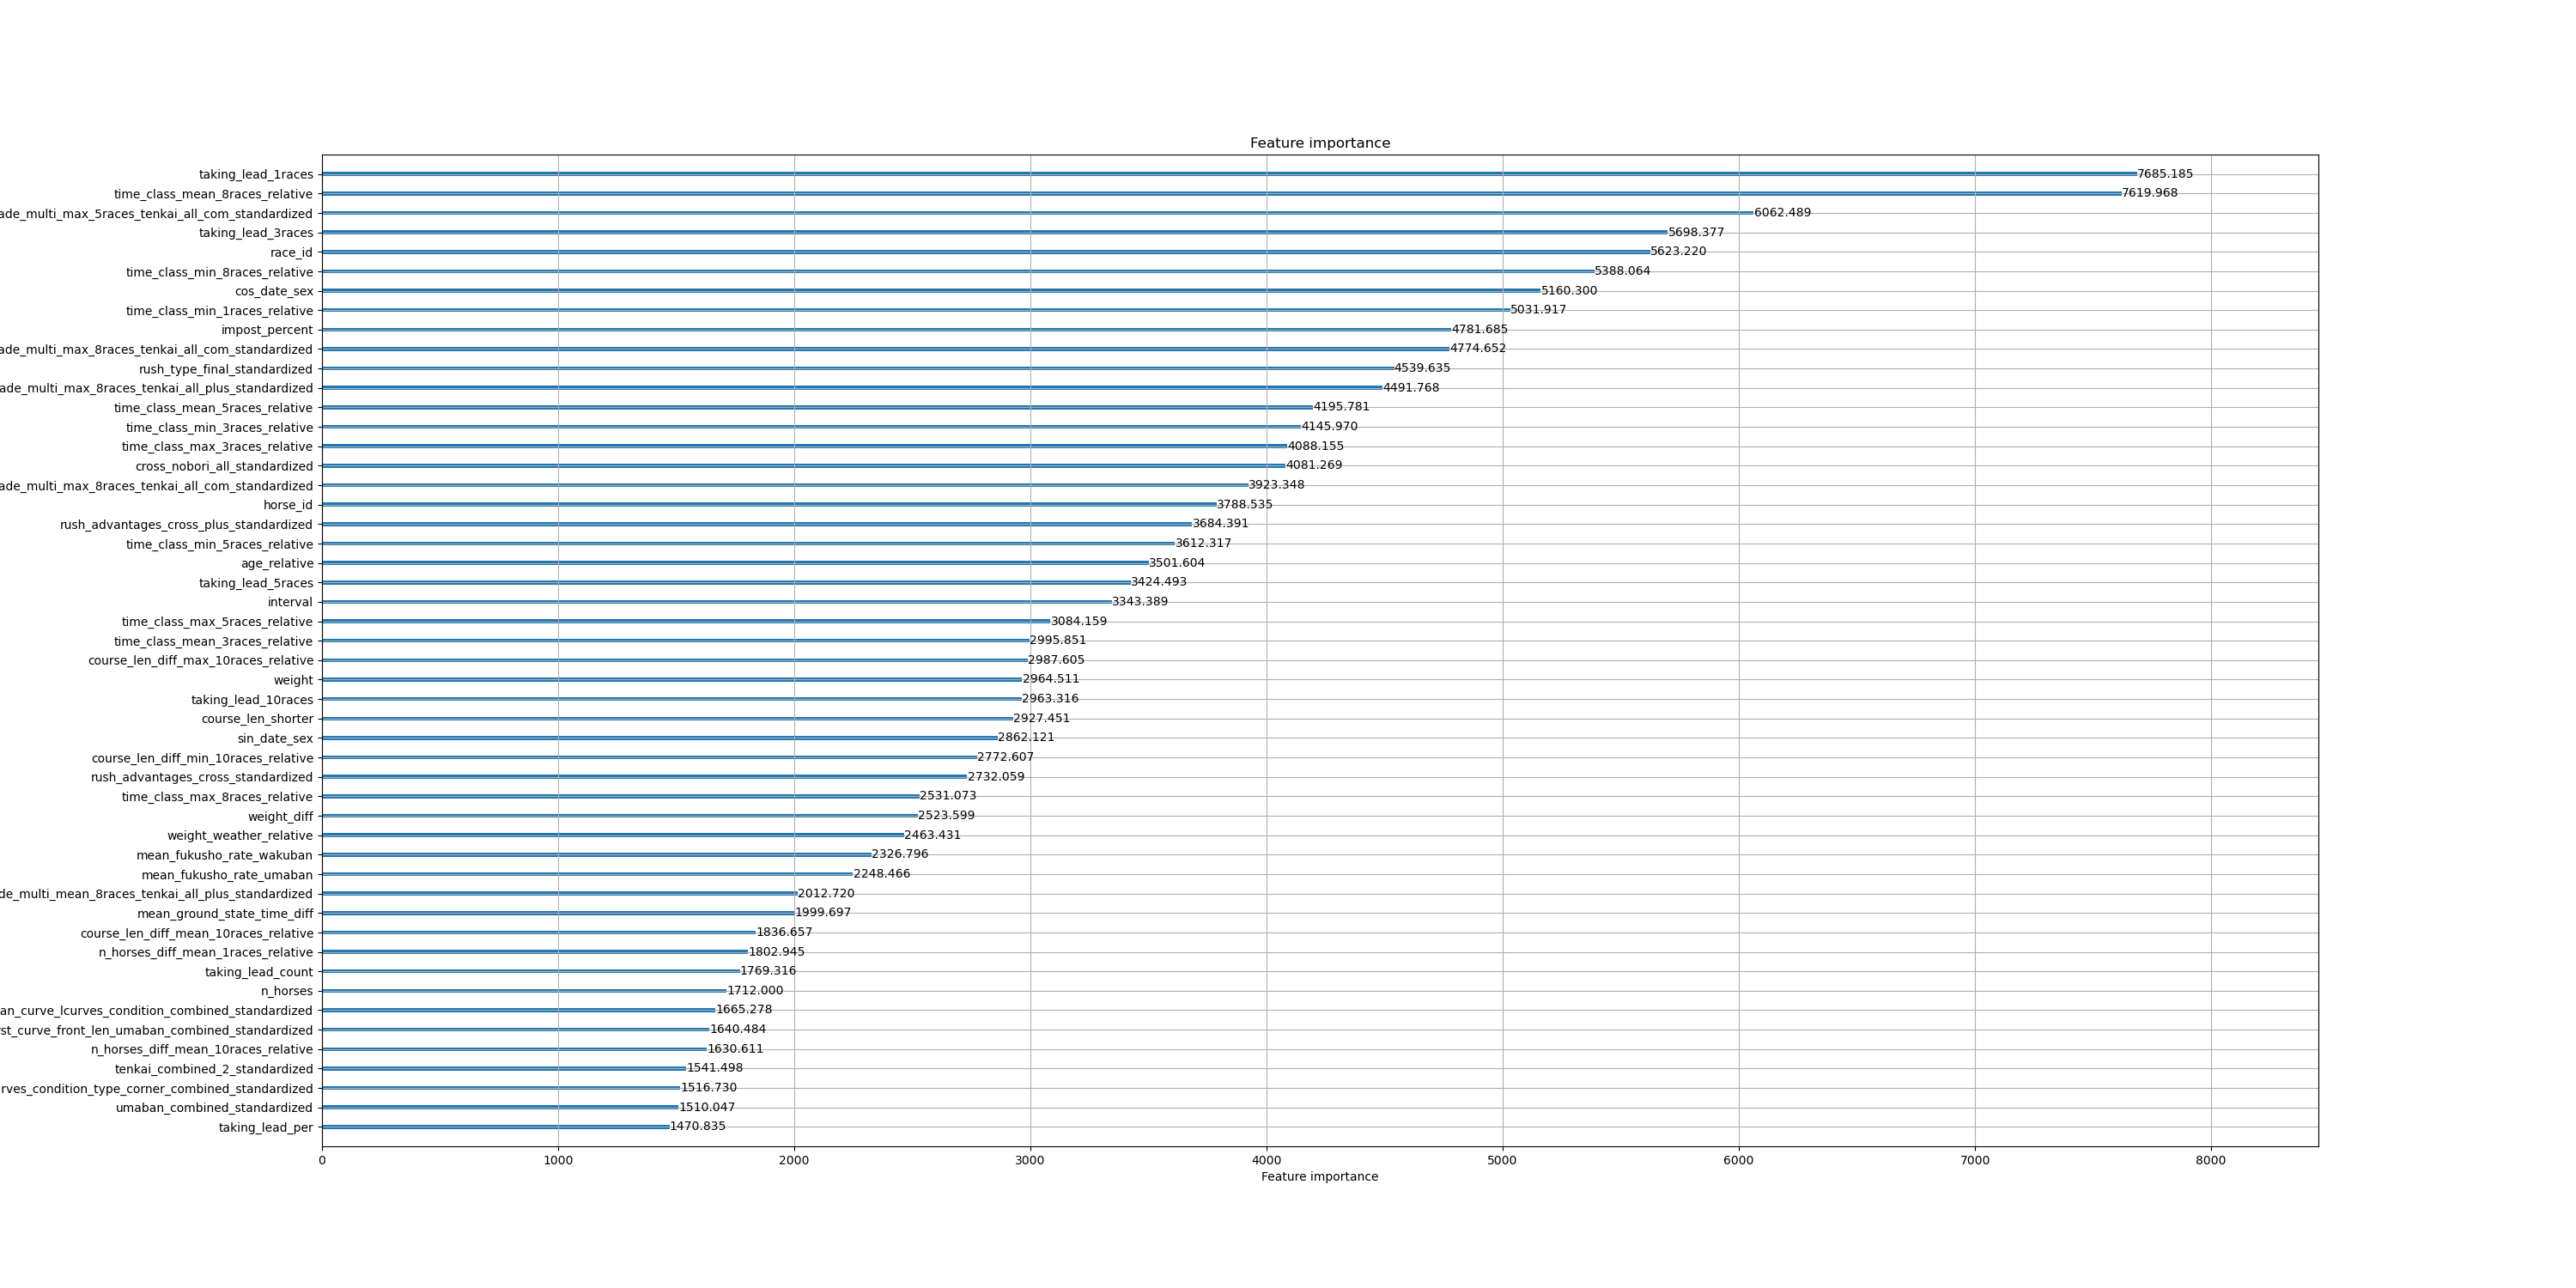 Feature importance
taking_lead_1races 7685.185
time_class_mean_8races_relative 7619.968
ade_multi_max_5races_tenkai_all_com_standardized 6062.489
taking_lead_3races 5698.377
race_id 5623.220
time_class_min_8races_relative 5388.064
cos_date_sex 5160.300
time_class_min_1races_relative 5031.917
impost_percent 4781.685
ade_multi_max_8races_tenkai_all_com_standardized 4774.652
rush_type_final_standardized 4539.635
ade_multi_max_8races_tenkai_all_plus_standardized 4491.768
time_class_mean_5races_relative 4195.781
time_class_min_3races_relative 4145.970
time_class_max_3races_relative 4088.155
cross_nobori_all_standardized 4081.269
ade_multi_max_8races_tenkai_all_com_standardized 3923.348
horse_id 3788.535
rush_advantages_cross_plus_standardized 3684.391
time_class_min_5races_relative 3612.317
age_relative 3501.604
taking_lead_5races 3424.493
interval 3343.389
time_class_max_5races_relative 3084.159
time_class_mean_3races_relative 2995.851
course_len_diff_max_10races_relative 2987.605
weight 2964.511
taking_lead_10races 2963.316
course_len_shorter 2927.451
sin_date_sex 2862.121
course_len_diff_min_10races_relative 2772.607
rush_advantages_cross_standardized 2732.059
time_class_max_8races_relative 2531.073
weight_diff 2523.599
weight_weather_relative 2463.431
mean_fukusho_rate_wakuban 2326.796
mean_fukusho_rate_umaban 2248.466
de_multi_mean_8races_tenkai_all_plus_standardized 2012.720
mean_ground_state_time_diff 1999.697
course_len_diff_mean_10races_relative 1836.657
n_horses_diff_mean_1races_relative 1802.945
taking_lead_count 1769.316
n_horses 1712.000
an_curve_lcurves_condition_combined_standardized 1665.278
st_curve_front_len_umaban_combined_standardized 1640.484
n_horses_diff_mean_10races_relative 1630.611
tenkai_combined_2_standardized 1541.498
rves_condition_type_corner_combined_standardized 1516.730
umaban_combined_standardized 1510.047
taking_lead_per 1470.835
0 1000 2000 3000 4000 5000 6000 7000 8000
Feature importance